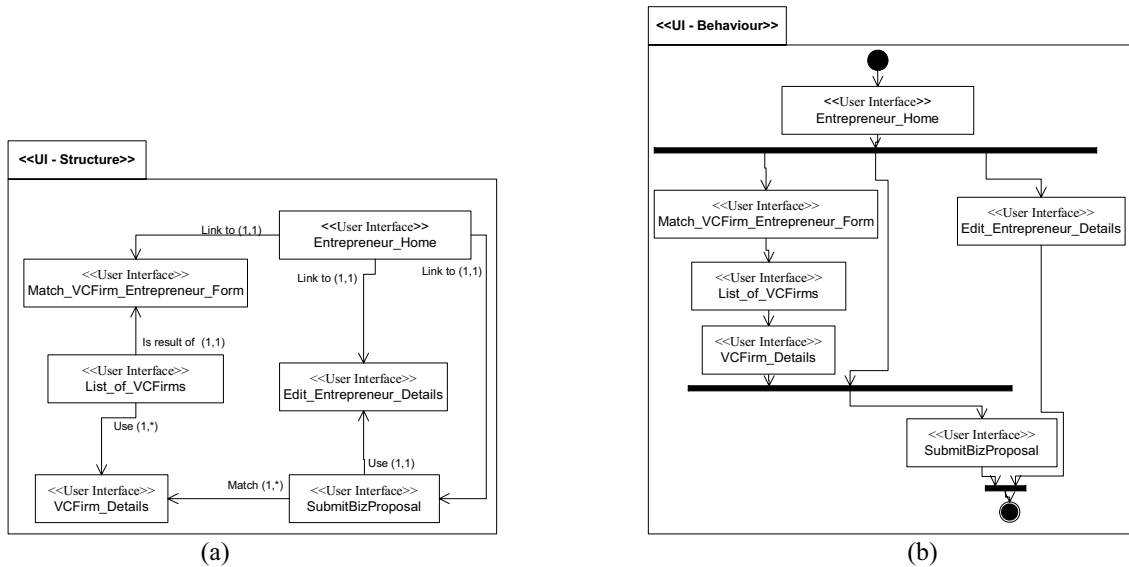 <<UI - Structure>>
<<User Interface>>
Entrepreneur_Home
Link to (1,1)
Link to (1,1)
Link to (1,1)
<<User Interface>>
Match_VCFirm_Entrepreneur_Form
Is result of (1,1)
<<User Interface>>
List_of_VCFirms
<<User Interface>>
Edit_Entrepreneur_Details
Use (1,*)
Use (1,1)
<<User Interface>>
VCFirm_Details
Match (1,*)
<<User Interface>>
SubmitBizProposal
(a)
<<UI - Behaviour>>
<<User Interface>>
Entrepreneur_Home
<<User Interface>>
Match_VCFirm_Entrepreneur_Form
<<User Interface>>
Edit_Entrepreneur_Details
<<User Interface>>
List_of_VCFirms
<<User Interface>>
VCFirm_Details
<<User Interface>>
SubmitBizProposal
(b)